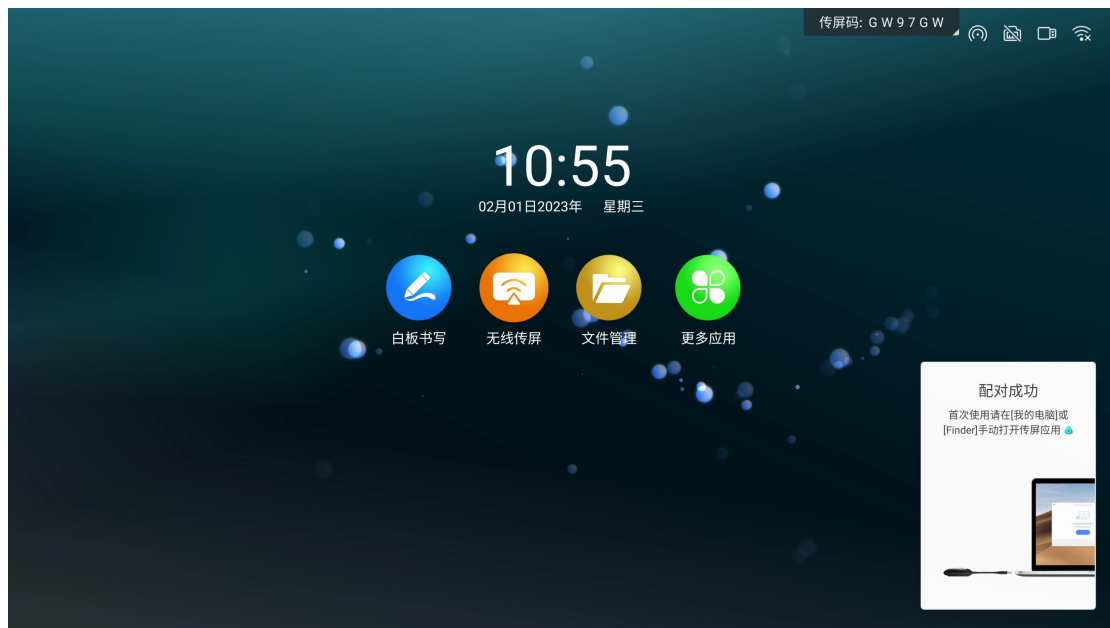 传屏码: GW97GW
10:55
02月01日2023年 星期三
白板书写 无线传屏 文件管理 更多应用
配对成功
首次使用请在[我的电脑]或
[Finder]手动打开传屏应用